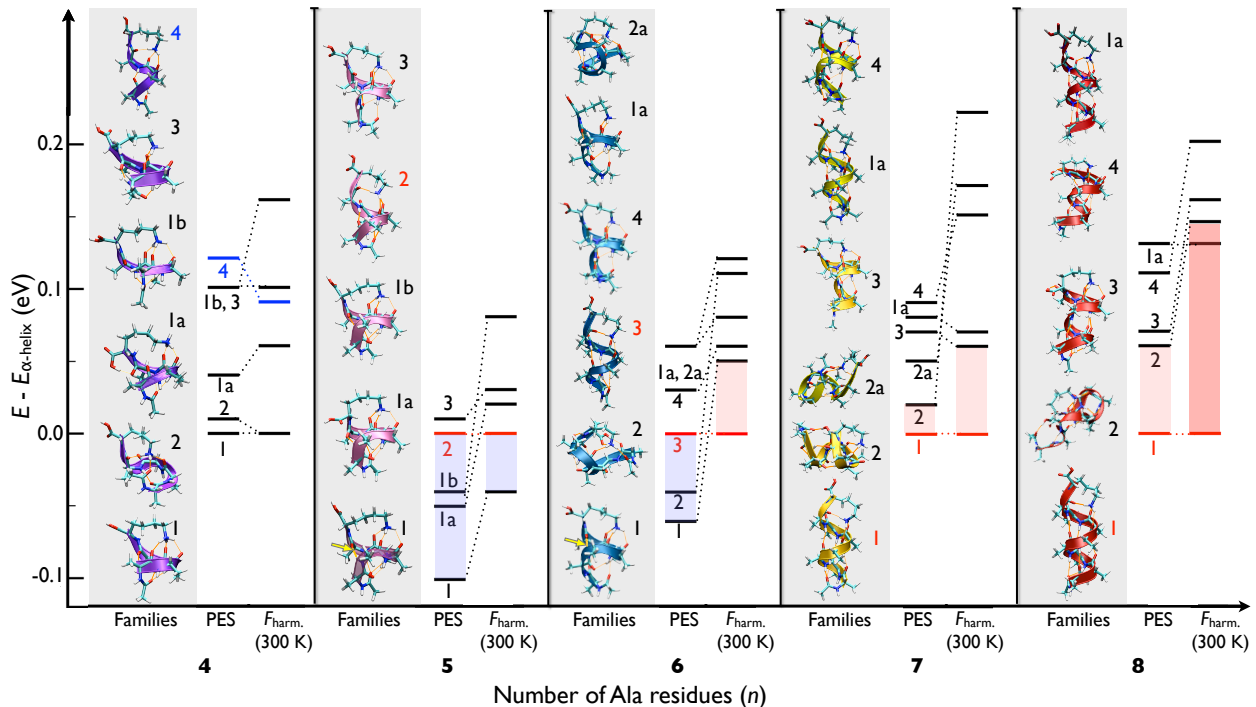 E - Eα-helix (eV)
0.2
0.1
0.0
-0.1
4
3
1b
1a
2
1
4
1b, 3
1a
2
1
Families
PES
Fharm.
(300 K)
4
3
2
1b
1a
1
3
2
1b
1a
1
Families
PES
Fharm.
(300 K)
5
2a
1a
4
3
2
1
1a, 2a
4
3
2
1
Families
PES
Fharm.
(300 K)
6
4
1a
3
2a
2
1
4
1a
3
2a
2
1
Families
PES
Fharm.
(300 K)
7
1a
4
3
2
1
1a
4
3
2
1
Families
PES
Fharm.
(300 K)
8
Number of Ala residues (n)